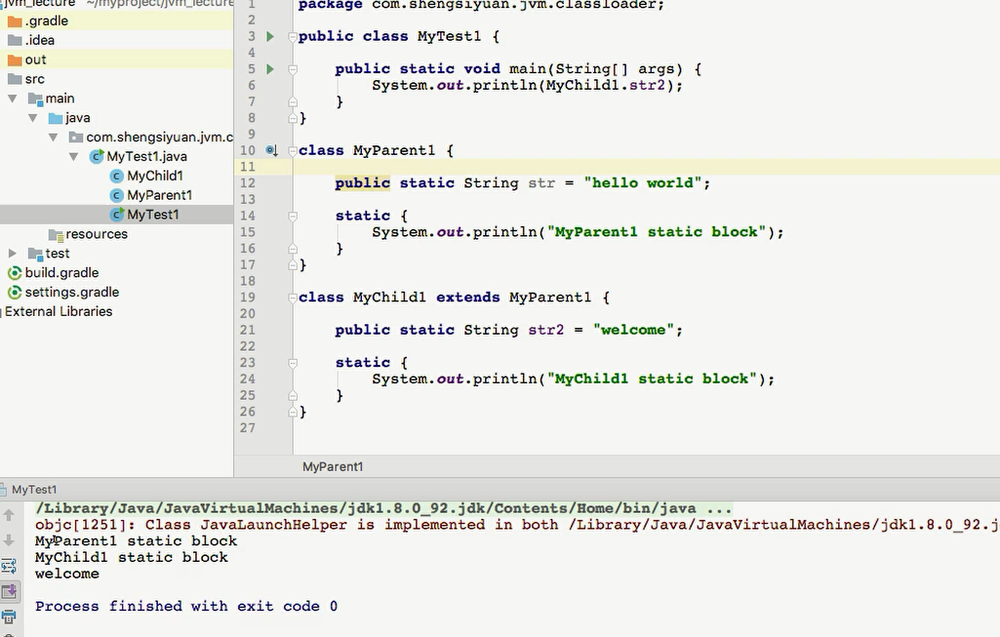 jvm_lecture ~/myproject/jvm_lecture
.gradle
.idea
out
src
main
java
com.shengsiyuan.jvm.c
MyTest1.java
MyChild1
MyParent1
MyTest1
resources
test
build.gradle
settings.gradle
External Libraries
1 package com.shengsiyuan.jvm.classloader;
2
3 public class MyTest1 {
4
5 public static void main(String[] args) {
6 System.out.println(MyChild1.str2);
7 }
8 }
9
10 class MyParent1 {
11
12 public static String str = "hello world";
13
14 static {
15 System.out.println("MyParent1 static block");
16 }
17 }
18
19 class MyChild1 extends MyParent1 {
20
21 public static String str2 = "welcome";
22
23 static {
24 System.out.println("MyChild1 static block");
25 }
26 }
27
MyParent1
MyTest1
/Library/Java/JavaVirtualMachines/jdk1.8.0_92.jdk/Contents/Home/bin/java ...
objc[1251]: Class JavaLaunchHelper is implemented in both /Library/Java/JavaVirtualMachines/jdk1.8.0_92.j
MyParent1 static block
MyChild1 static block
welcome
Process finished with exit code 0